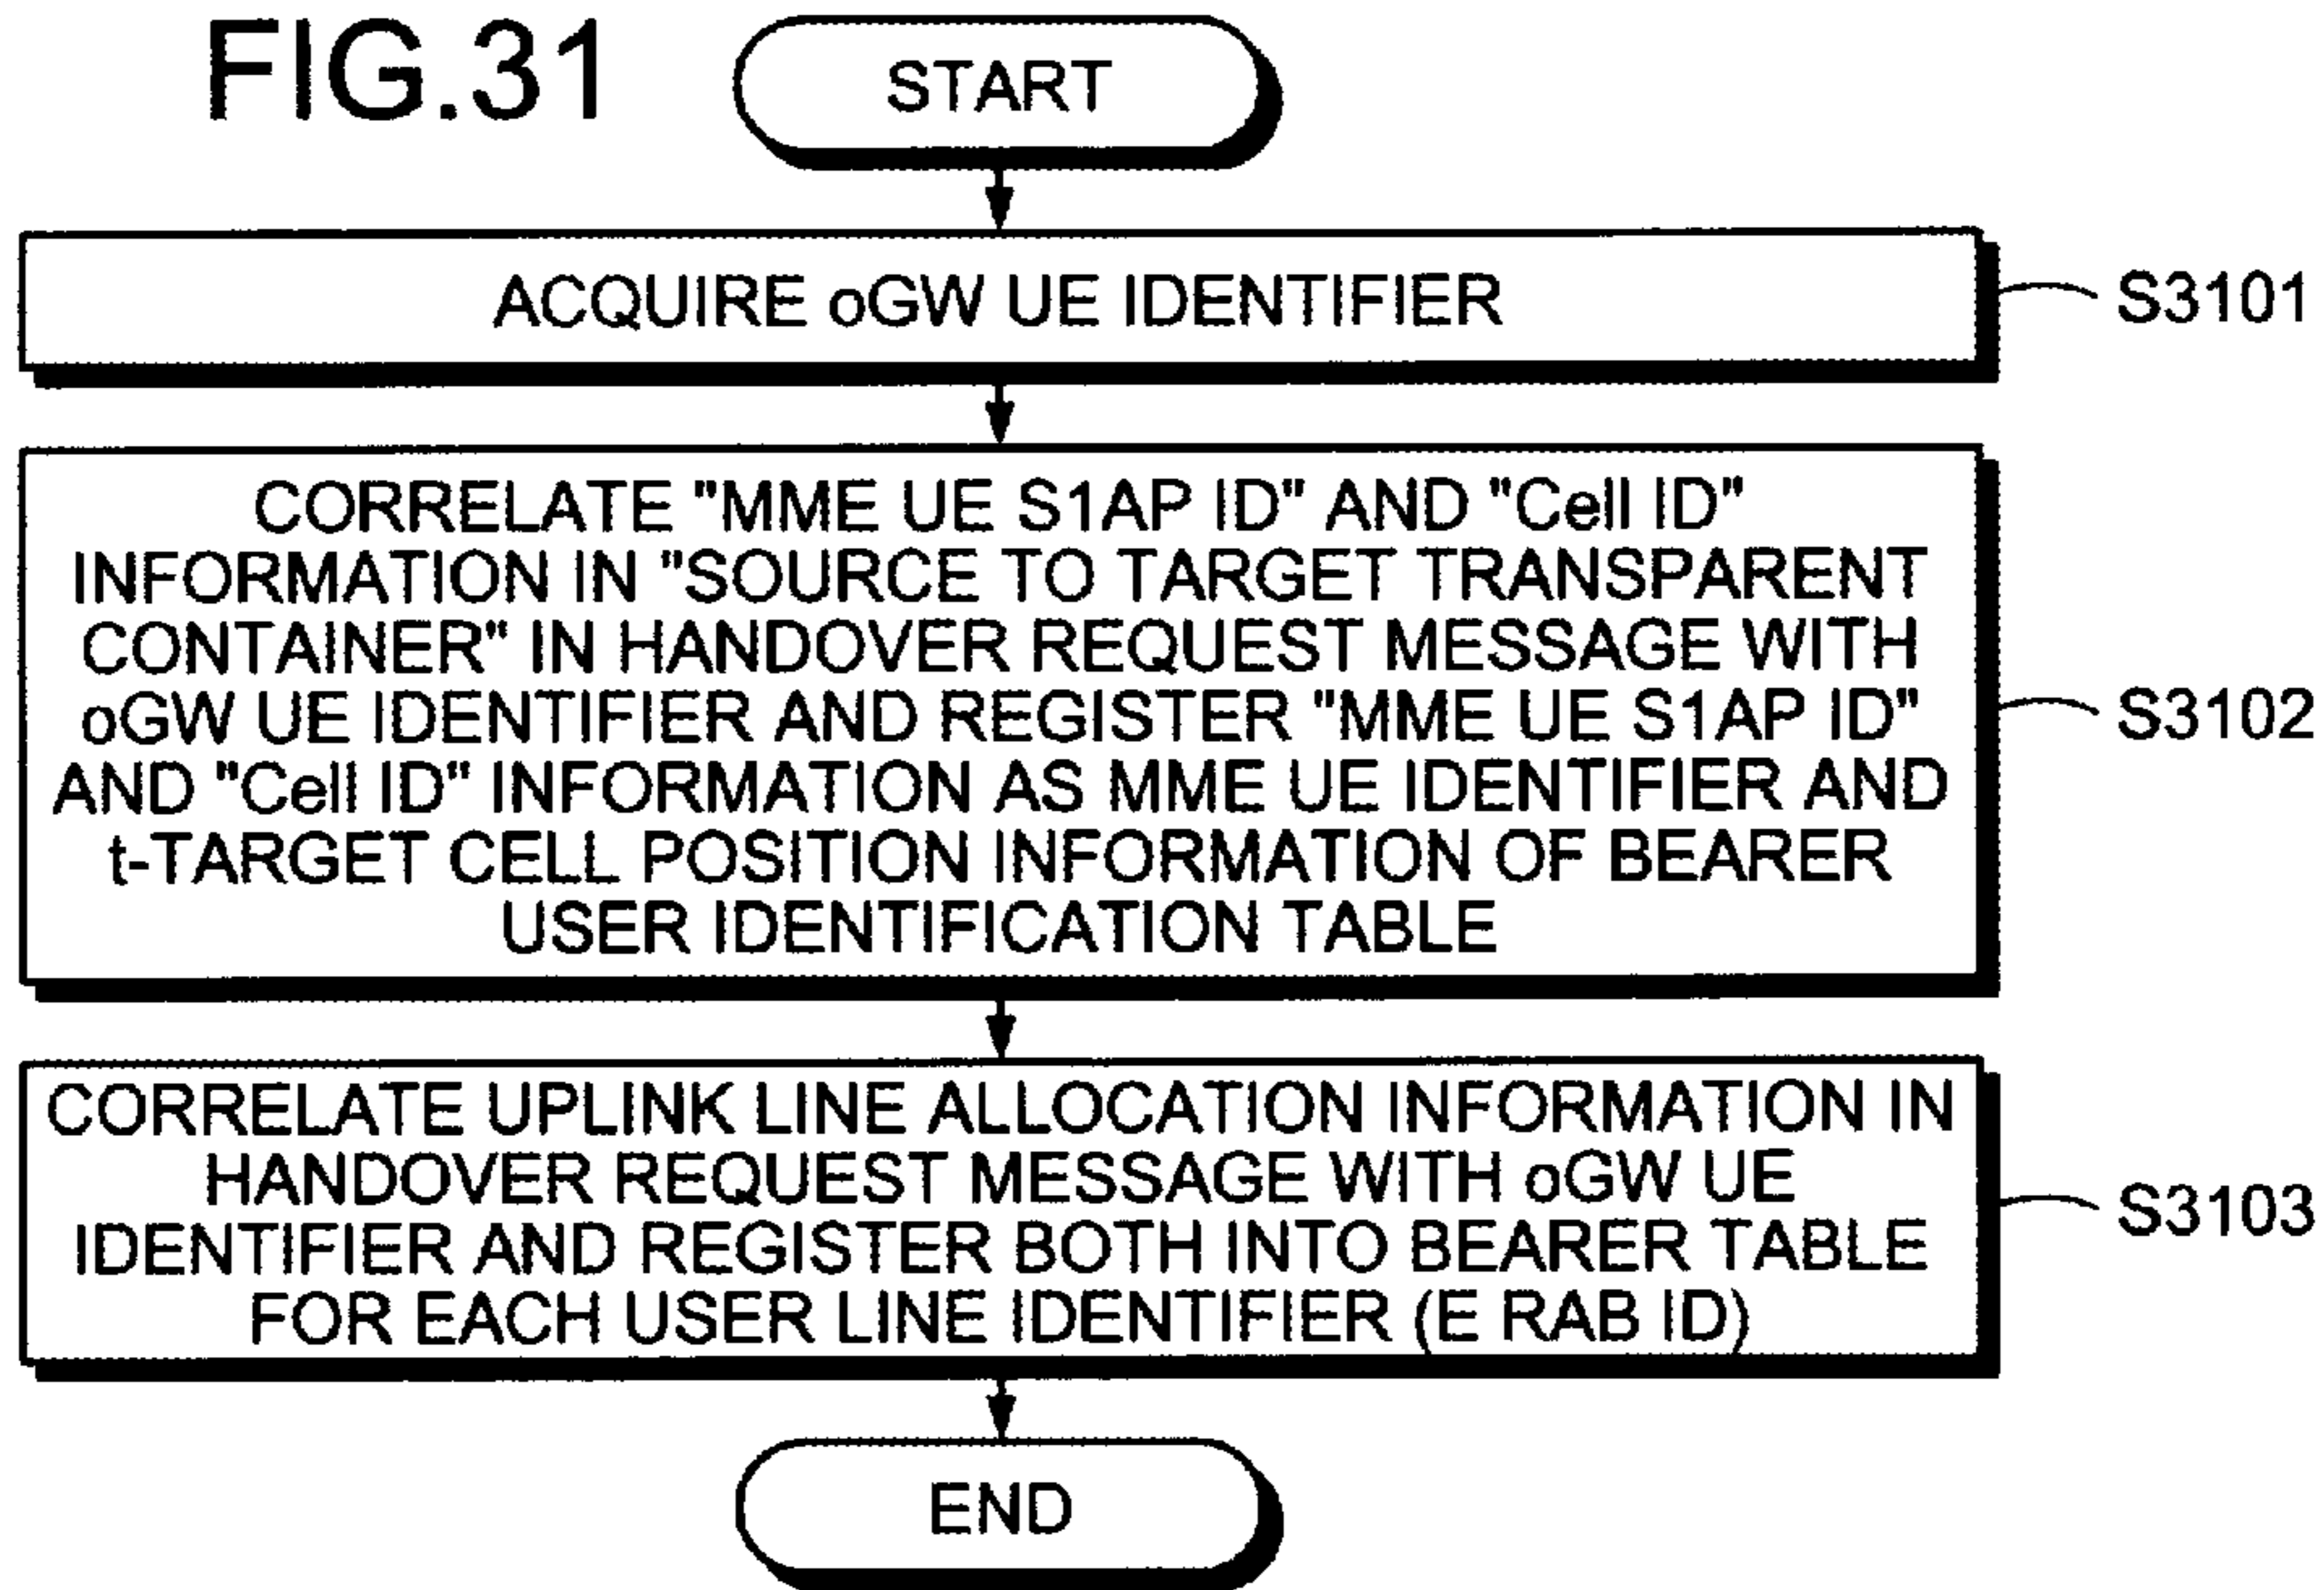 FIG.31
START
ACQUIRE oGW UE IDENTIFIER
S3101
CORRELATE "MME UE S1AP ID" AND "Cell ID"
INFORMATION IN "SOURCE TO TARGET TRANSPARENT
CONTAINER" IN HANDOVER REQUEST MESSAGE WITH
oGW UE IDENTIFIER AND REGISTER "MME UE S1AP ID"
AND "Cell ID" INFORMATION AS MME UE IDENTIFIER AND
t-TARGET CELL POSITION INFORMATION OF BEARER
USER IDENTIFICATION TABLE
S3102
CORRELATE UPLINK LINE ALLOCATION INFORMATION IN
HANDOVER REQUEST MESSAGE WITH oGW UE
IDENTIFIER AND REGISTER BOTH INTO BEARER TABLE
FOR EACH USER LINE IDENTIFIER (E RAB ID)
S3103
END